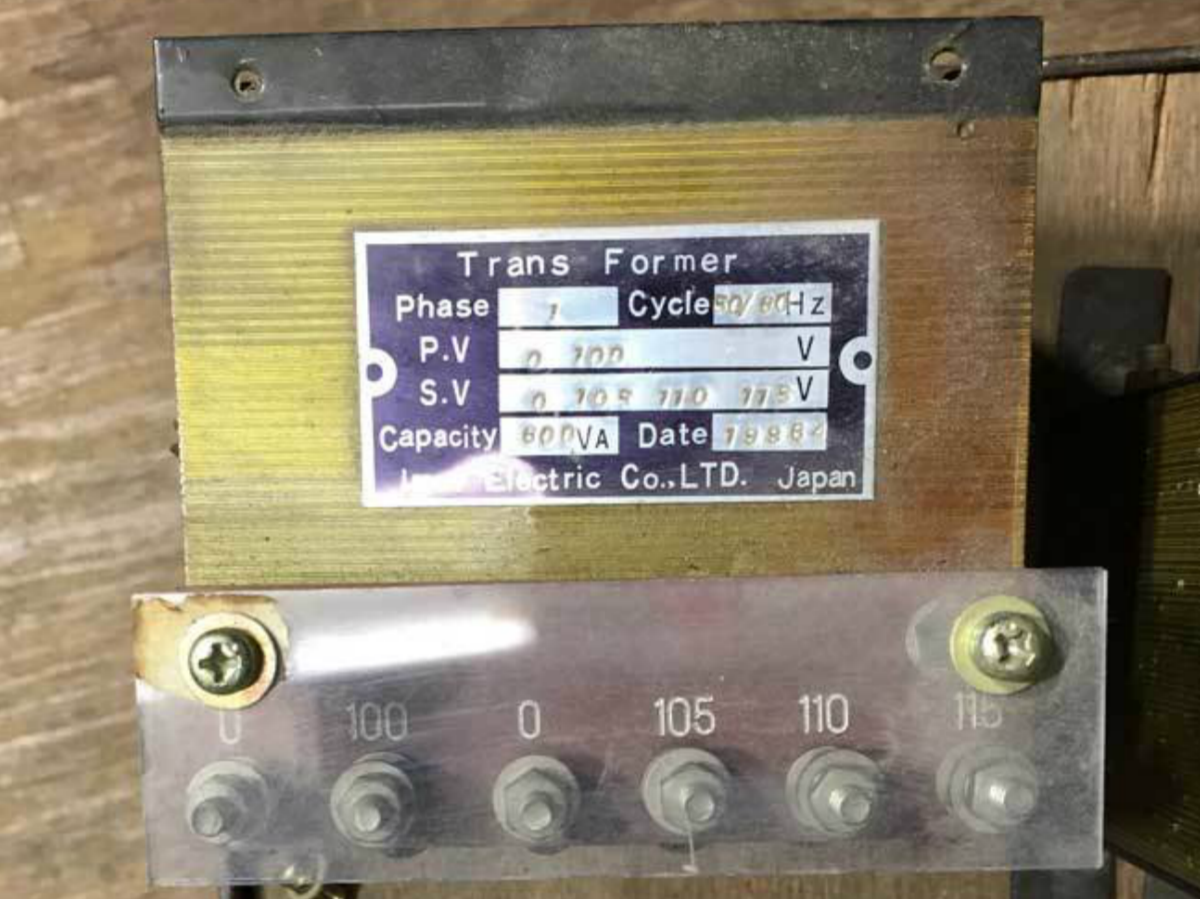 Trans Former
Phase 1 Cycle 50/60Hz
P.V 0 100 V
S.V 0 105 110 115 V
Capacity 600VA Date
Electric Co.,LTD. Japan
0 100 0 105 110 115